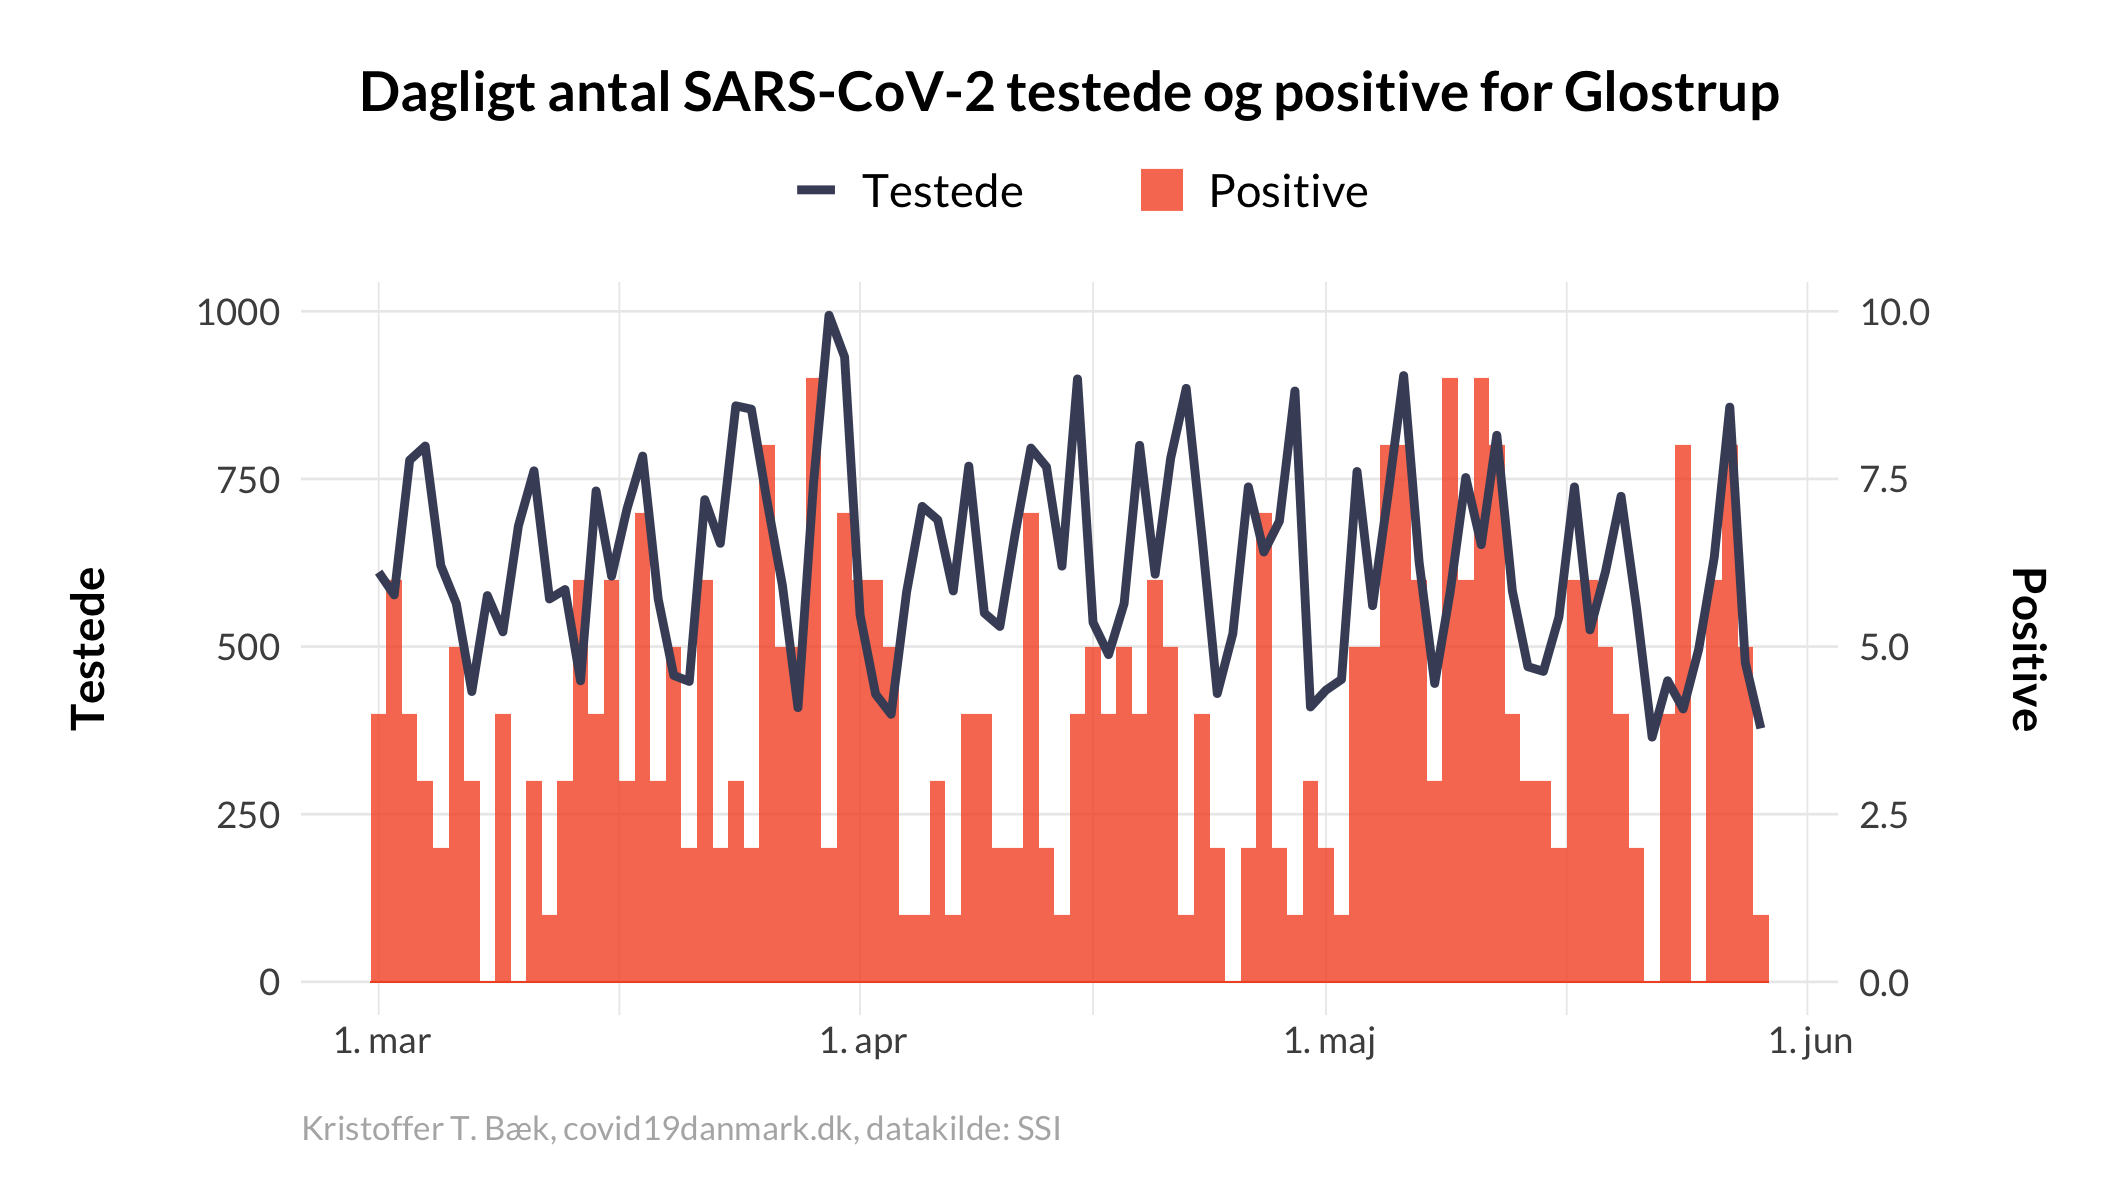 Dagligt antal SARS-CoV-2 testede og positive for Glostrup
Testede
Positive
1000
750
500
250
0
Testede
10.0
7.5
5.0
2.5
0.0
Positive
1. mar
1. apr
1. maj
1. jun
Kristoffer T. Bæk, covid19danmark.dk, datakilde: SSI